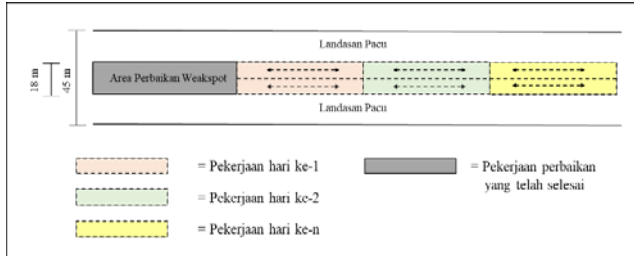 Landasan Pacu
18 m
45 m
Area Perbaikan Weakspot
Landasan Pacu
= Pekerjaan hari ke-1
= Pekerjaan perbaikan
yang telah selesai
= Pekerjaan hari ke-2
= Pekerjaan hari ke-n